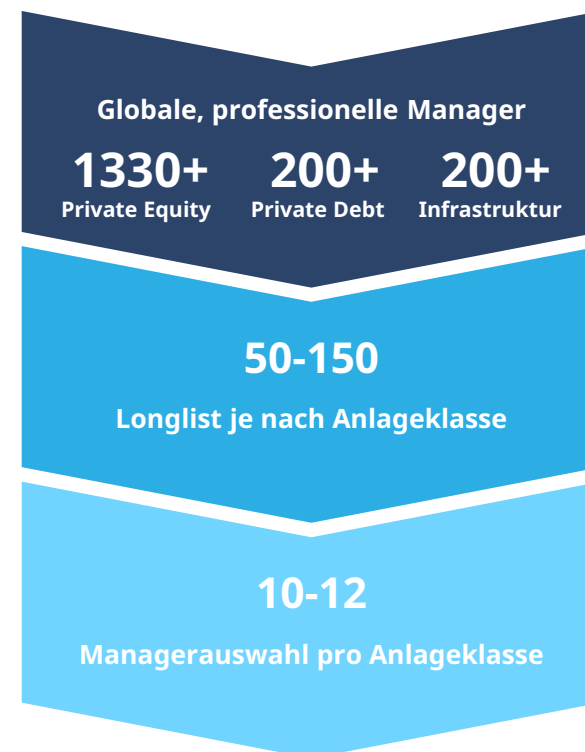 Globale, professionelle Manager
1330+ 200+ 200+
Private Equity Private Debt Infrastruktur
50-150
Longlist je nach Anlageklasse
10-12
Managerauswahl pro Anlageklasse